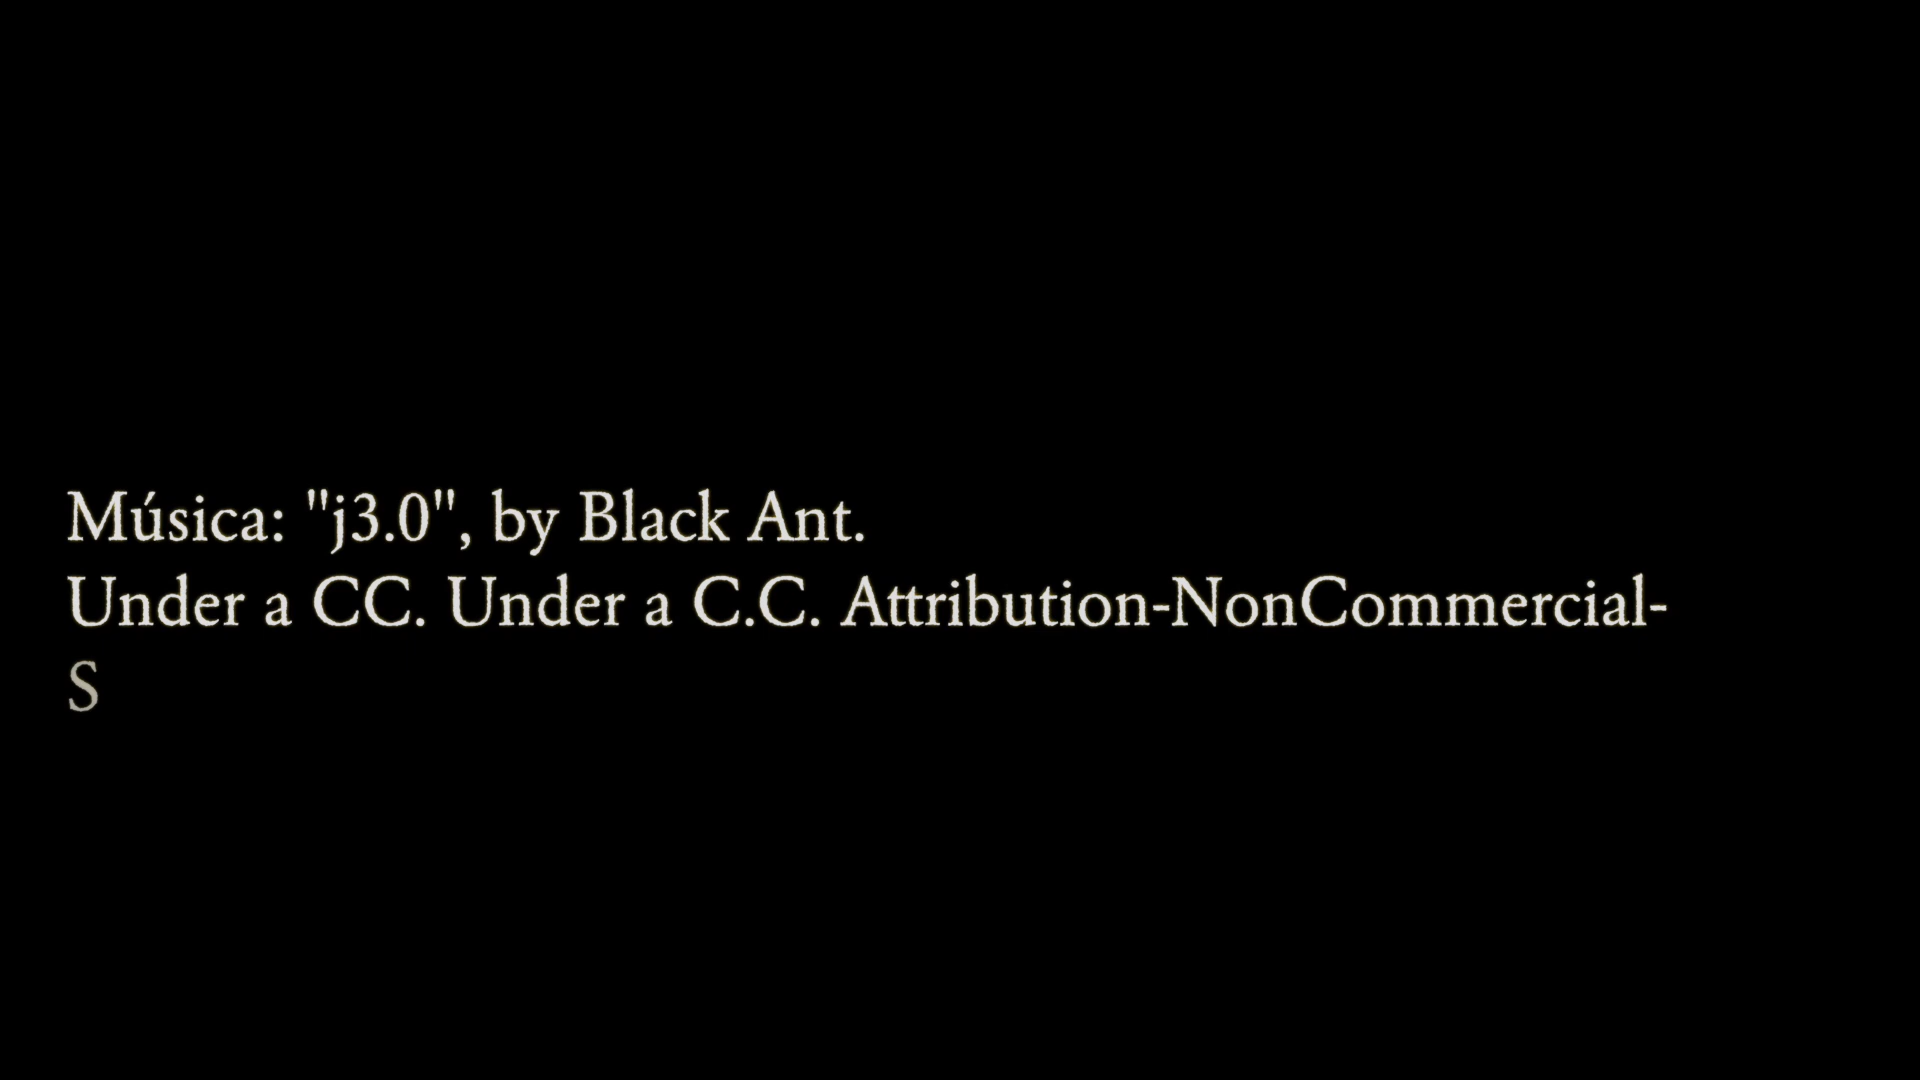 Música: "j3.0", by Black Ant.
Under a CC. Under a C.C. Attribution-NonCommercial-
S